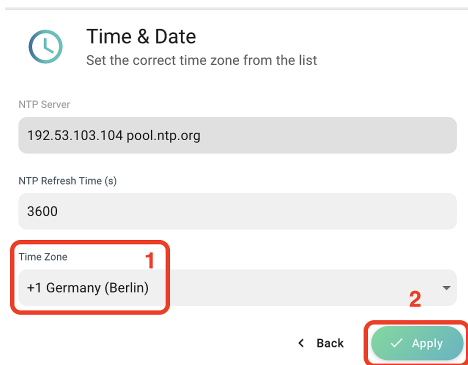 Time & Date
Set the correct time zone from the list
NTP Server
192.53.103.104 pool.ntp.org
NTP Refresh Time (s)
3600
Time Zone
1
+1 Germany (Berlin)
2
Back
Apply